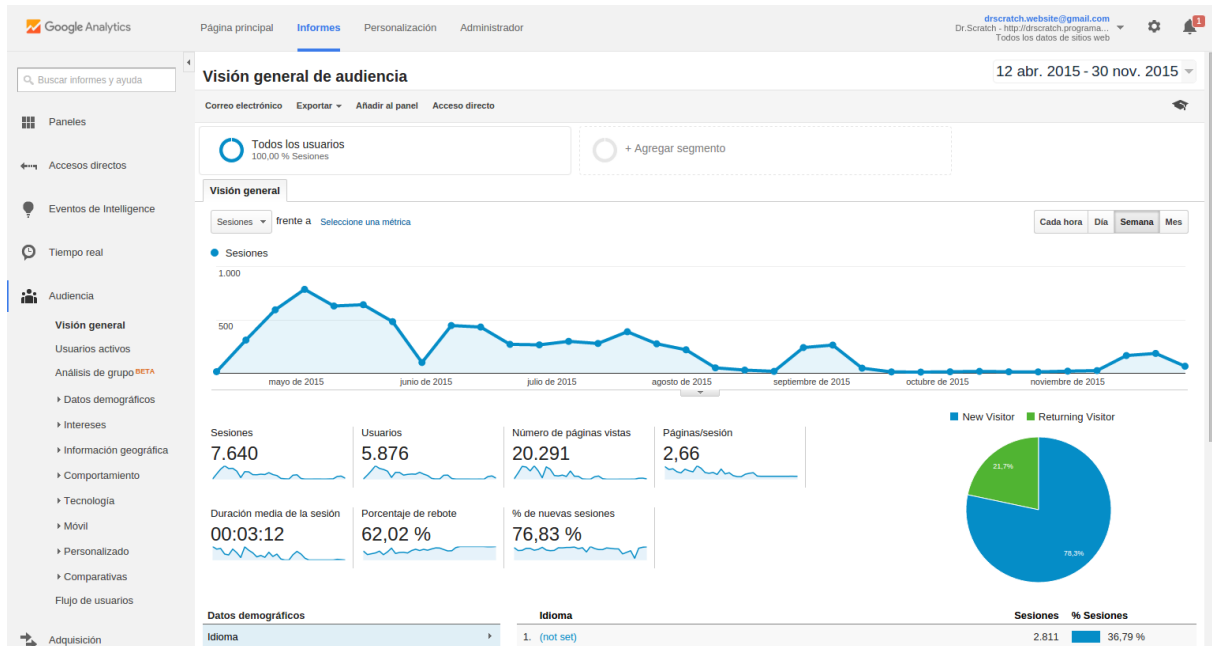 Google Analytics
Página principal Informes Personalización Administrador
drscratch.website@gmail.com
Dr.Scratch - http://drscratch.programa...
Todos los datos de sitios web
1
Buscar informes y ayuda
Paneles
Accesos directos
Eventos de Intelligence
Tiempo real
Audiencia
Visión general
Usuarios activos
Análisis de grupo BETA
Datos demográficos
Intereses
Información geográfica
Comportamiento
Tecnología
Móvil
Personalizado
Comparativas
Flujo de usuarios
Adquisición
Visión general de audiencia
12 abr. 2015 - 30 nov. 2015
Correo electrónico Exportar Añadir al panel Acceso directo
Todos los usuarios
100,00 % Sesiones
+ Agregar segmento
Visión general
Sesiones frente a Seleccione una métrica
Cada hora Día Semana Mes
Sesiones
1.000
500
mayo de 2015 junio de 2015 julio de 2015 agosto de 2015 septiembre de 2015 octubre de 2015 noviembre de 2015
New Visitor Returning Visitor
Sesiones Usuarios Número de páginas vistas Páginas/sesión
7.640 5.876 20.291 2,66
21,7%
78,3%
Duración media de la sesión Porcentaje de rebote % de nuevas sesiones
00:03:12 62,02 % 76,83 %
Datos demográficos
Idioma
Idioma Sesiones % Sesiones
1. (not set) 2.811 36,79 %